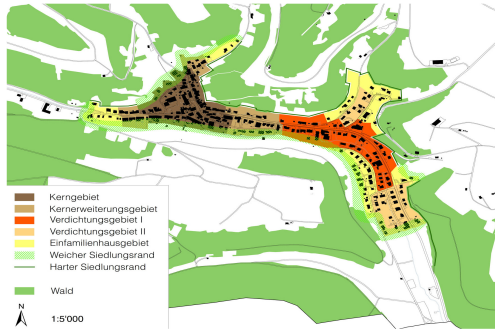 Kerngebiet
Kernerweiterungsgebiet
Verdichtungsgebiet I
Verdichtungsgebiet II
Einfamilienhausgebiet
Weicher Siedlungsrand
Harter Siedlungsrand
Wald
N
1:5'000